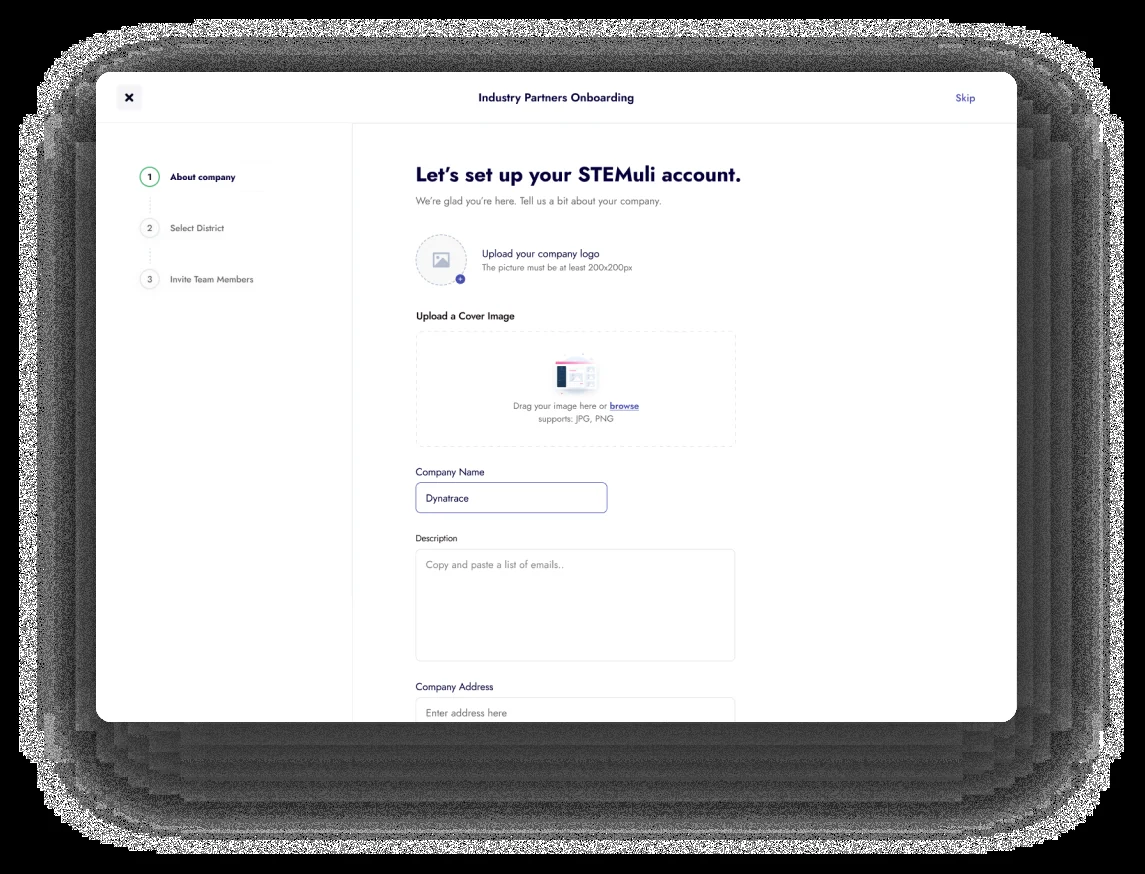 Industry Partners Onboarding
Skip
1 About company
2 Select District
3 Invite Team Members
Let's set up your STEMuli account.
We're glad you're here. Tell us a bit about your company.
Upload your company logo
The picture must be at least 200x200px
Upload a Cover Image
Drag your image here or browse
supports: JPG, PNG
Company Name
Dynatrace
Description
Copy and paste a list of emails..
Company Address
Enter address here